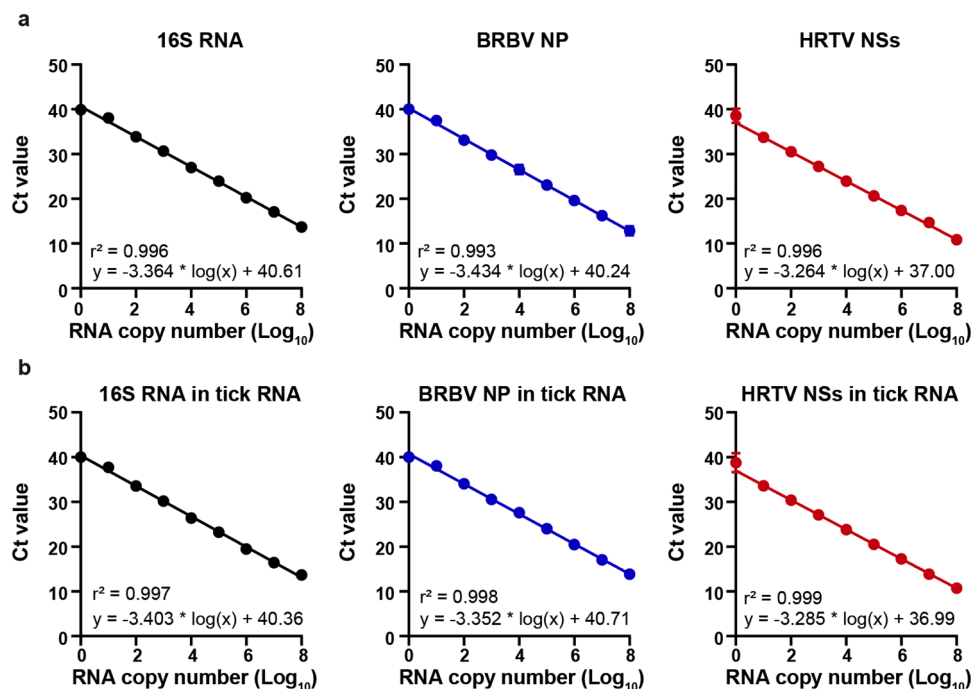 a
16S RNA
50
40
30
20
10
0
Ct value
r² = 0.996
y = -3.364 * log(x) + 40.61
0 2 4 6 8
RNA copy number (Log₁₀)
BRBV NP
50
40
30
20
10
0
Ct value
r² = 0.993
y = -3.434 * log(x) + 40.24
0 2 4 6 8
RNA copy number (Log₁₀)
HRTV NSs
50
40
30
20
10
0
Ct value
r² = 0.996
y = -3.264 * log(x) + 37.00
0 2 4 6 8
RNA copy number (Log₁₀)
b
16S RNA in tick RNA
50
40
30
20
10
0
Ct value
r² = 0.997
y = -3.403 * log(x) + 40.36
0 2 4 6 8
RNA copy number (Log₁₀)
BRBV NP in tick RNA
50
40
30
20
10
0
Ct value
r² = 0.998
y = -3.352 * log(x) + 40.71
0 2 4 6 8
RNA copy number (Log₁₀)
HRTV NSs in tick RNA
50
40
30
20
10
0
Ct value
r² = 0.999
y = -3.285 * log(x) + 36.99
0 2 4 6 8
RNA copy number (Log₁₀)